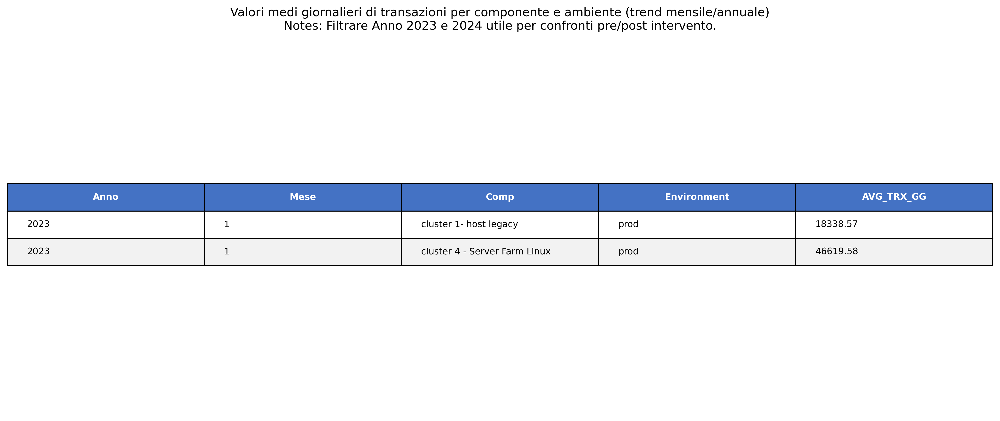 Valori medi giornalieri di transazioni per componente e ambiente (trend mensile/annuale)
Notes: Filtrare Anno 2023 e 2024 utile per confronti pre/post intervento.
Anno Mese Comp Environment AVG_TRX_GG
2023 1 cluster 1- host legacy prod 18338.57
2023 1 cluster 4 - Server Farm Linux prod 46619.58